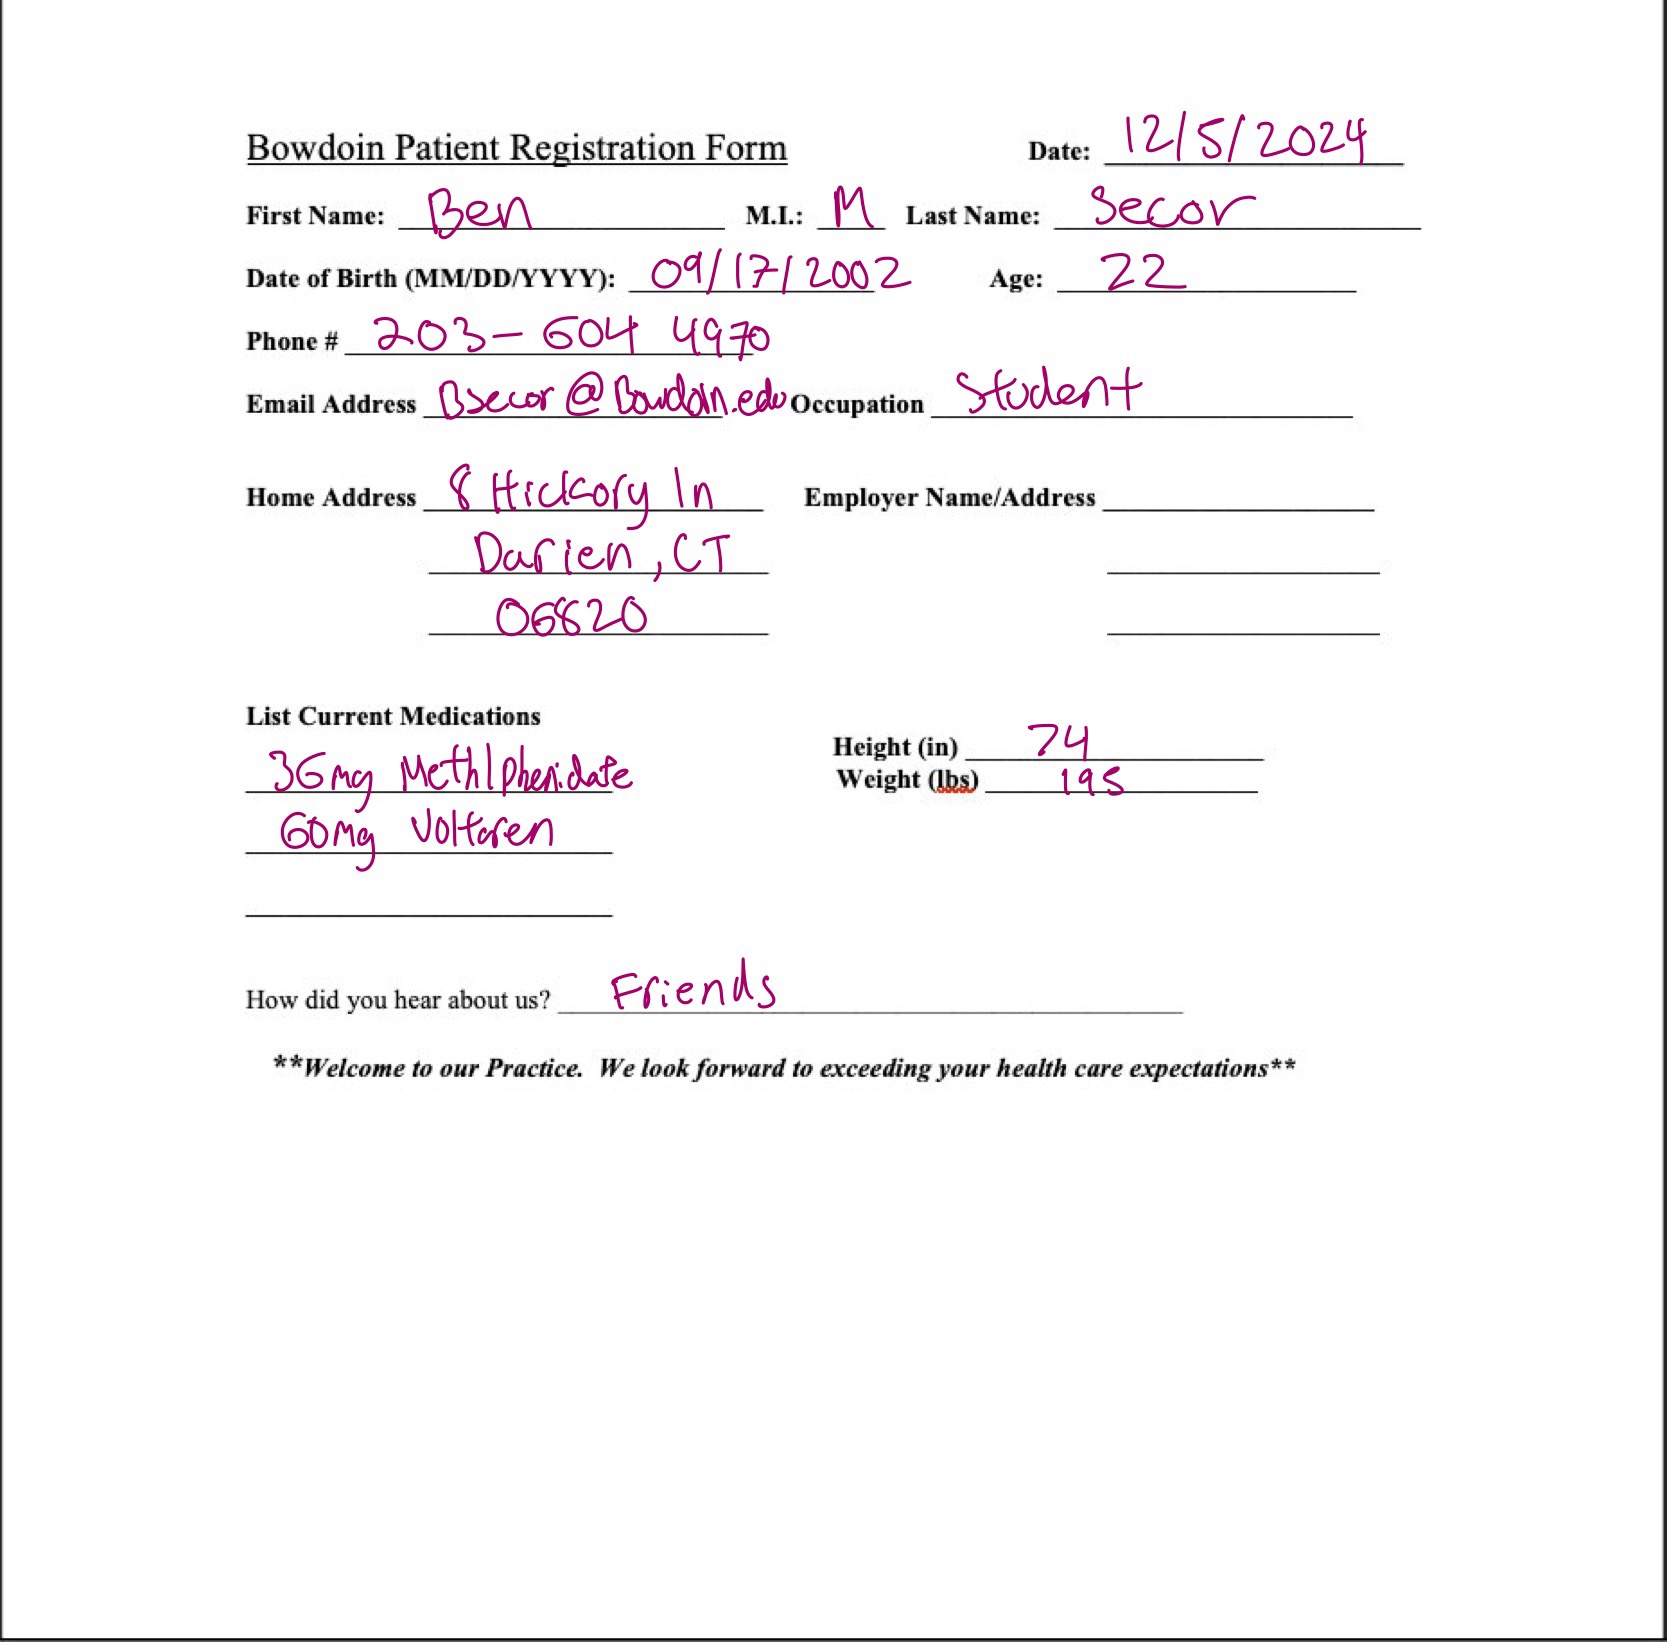 Bowdoin Patient Registration Form Date: 12/5/2024
First Name: Ben M.I.: M Last Name: Secor
Date of Birth (MM/DD/YYYY): 09/17/2002 Age: 22
Phone # 203-604 4970
Email Address Bsecor@Bowdoin.edu Occupation Student
Home Address 8 Hickory ln Employer Name/Address
Darien, CT
06820
List Current Medications
Height (in) 74
36mg Methlphenidate Weight (lbs) 195
60mg Voltaren
How did you hear about us? Friends
**Welcome to our Practice. We look forward to exceeding your health care expectations**